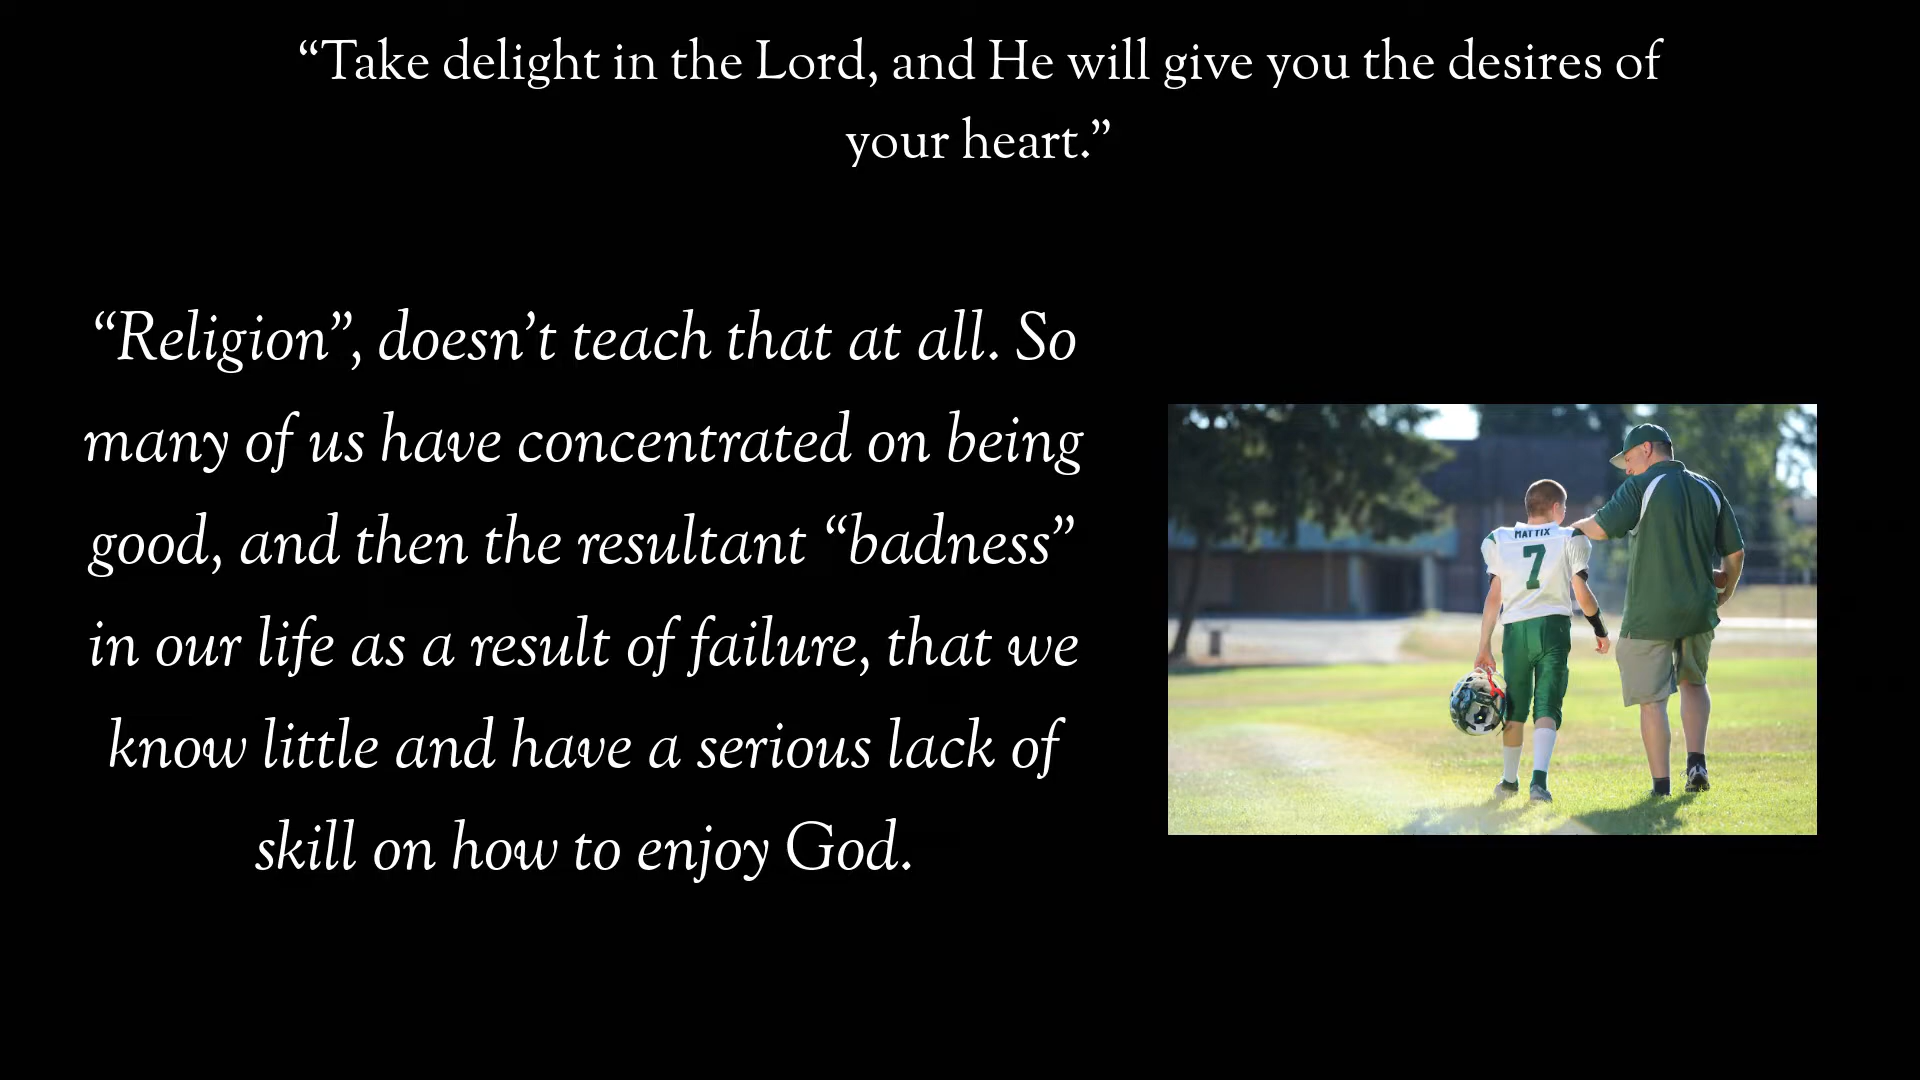 “Take delight in the Lord, and He will give you the desires of
your heart.”
“Religion”, doesn’t teach that at all. So
many of us have concentrated on being
good, and then the resultant “badness”
in our life as a result of failure, that we
know little and have a serious lack of
skill on how to enjoy God.
MATTIX
7